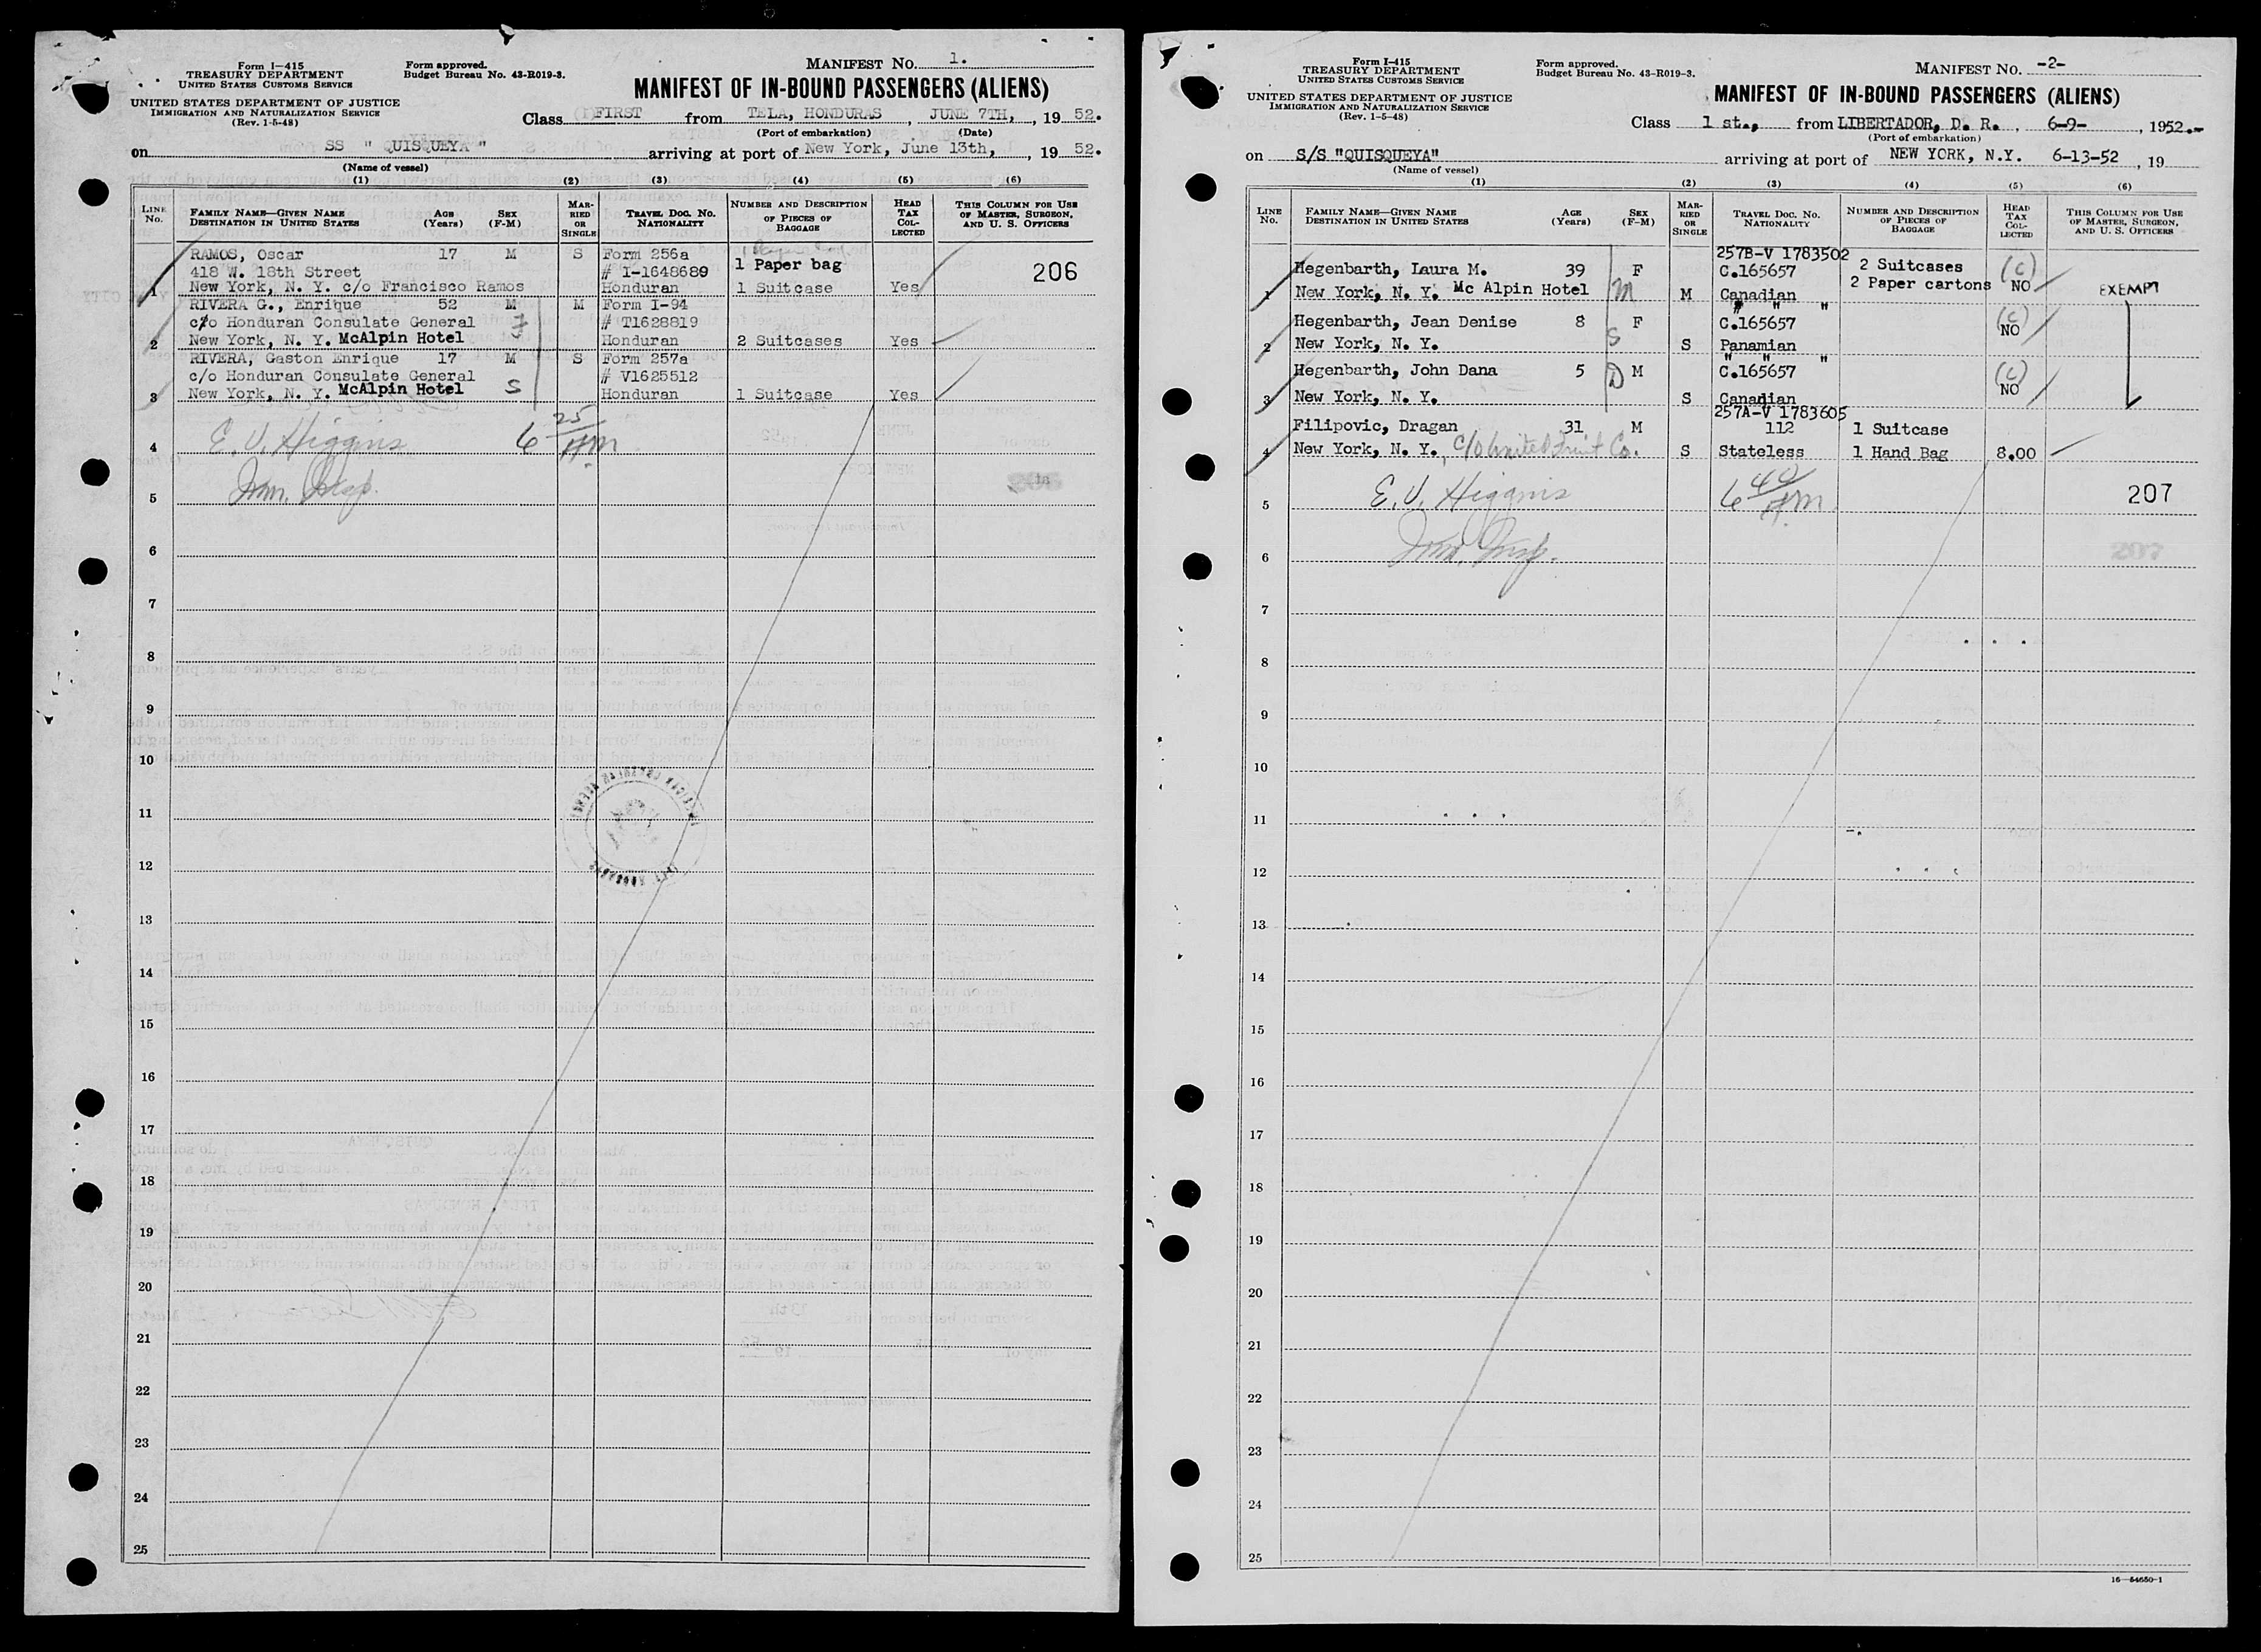 Form I—415
TREASURY DEPARTMENT
UNITED STATES CUSTOMS SERVICE
UNITED STATES DEPARTMENT OF JUSTICE
IMMIGRATION AND NATURALIZATION SERVICE
(Rev. 1-5-48)
Form approved.
Budget Bureau No. 43-R019-3.
MANIFEST NO. 1.
MANIFEST OF IN-BOUND PASSENGERS (ALIENS)
Class FIRST from TELA, HONDURAS, JUNE 7TH, , 19 52.
(Port of embarkation) (Date)
on SS " QUISQUEYA " arriving at port of New York, June 13th, , 19 52.
(Name of vessel)
(1) (2) (3) (4) (5) (6)
LINE No. FAMILY NAME—GIVEN NAME DESTINATION IN UNITED STATES AGE (Years) SEX (F-M) MARRIED OR SINGLE TRAVEL DOC. NO. NATIONALITY NUMBER AND DESCRIPTION OF PIECES OF BAGGAGE HEAD TAX COLLECTED THIS COLUMN FOR USE OF MASTER, SURGEON, AND U. S. OFFICERS
RAMOS, Oscar 17 M S Form 256a
418 W. 18th Street # I-1648689 1 Paper bag 206
1 New York, N. Y. c/o Francisco Ramos Honduran 1 Suitcase Yes
RIVERA G., Enrique 52 M M Form I-94
c/o Honduran Consulate General F # T1628819
2 New York, N. Y. McAlpin Hotel Honduran 2 Suitcases Yes
RIVERA, Gaston Enrique 17 M S Form 257a
c/o Honduran Consulate General # V1625512
3 New York, N. Y. McAlpin Hotel S Honduran 1 Suitcase Yes
4 E. V. Higgins 6 25 AM
5 Imm. Insp.
6
7
8
9
10
11
12
13
14
15
16
17
18
19
20
21
22
23
24
25
Form I—415
TREASURY DEPARTMENT
UNITED STATES CUSTOMS SERVICE
UNITED STATES DEPARTMENT OF JUSTICE
IMMIGRATION AND NATURALIZATION SERVICE
(Rev. 1-5-48)
Form approved.
Budget Bureau No. 43-R019-3.
MANIFEST NO. -2-
MANIFEST OF IN-BOUND PASSENGERS (ALIENS)
Class 1 st., from LIBERTADOR, D. R. , 6-9- , 1952.-
(Port of embarkation)
on S/S "QUISQUEYA" arriving at port of NEW YORK, N.Y. 6-13-52 , 19
(Name of vessel)
(1) (2) (3) (4) (5) (6)
LINE No. FAMILY NAME—GIVEN NAME DESTINATION IN UNITED STATES AGE (Years) SEX (F-M) MARRIED OR SINGLE TRAVEL DOC. NO. NATIONALITY NUMBER AND DESCRIPTION OF PIECES OF BAGGAGE HEAD TAX COLLECTED THIS COLUMN FOR USE OF MASTER, SURGEON, AND U. S. OFFICERS
257B-V 1783502
Hegenbarth, Laura M. 39 F C.165657 2 Suitcases (C)
1 New York, N. Y. Mc Alpin Hotel M M Canadian 2 Paper cartons NO EXEMPT
" " "
Hegenbarth, Jean Denise 8 F C.165657 (C)
2 New York, N. Y. S S Panamian NO
" " "
Hegenbarth, John Dana 5 D M C.165657 (C)
3 New York, N. Y. S Canadian NO
257A-V 1783605
Filipovic, Dragan 31 M 112 1 Suitcase
4 New York, N. Y., c/o United Fruit Co. S Stateless 1 Hand Bag 8.00
5 E. V. Higgins 6 40 AM 207
6 Imm. Insp.
207
7
8
9
10
11
12
13
14
15
16
17
18
19
20
21
22
23
24
25
16—54650-1